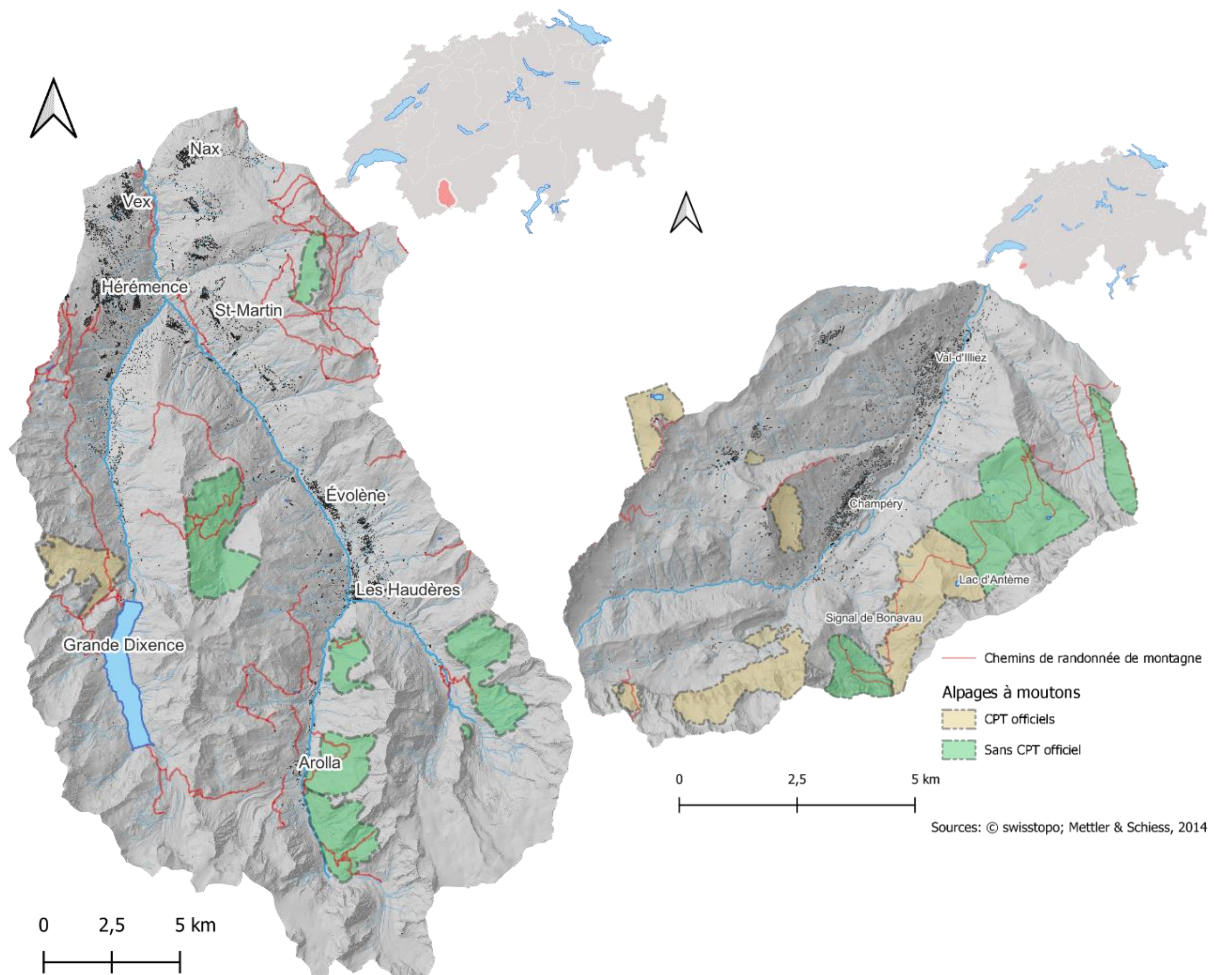 Nax
Vex
Hérémence
St-Martin
Évolène
Les Haudères
Grande Dixence
Arolla
0 2,5 5 km
Val-d'Illiez
Champéry
Lac d'Antème
Signal de Bonavau
Chemins de randonnée de montagne
Alpages à moutons
CPT officiels
Sans CPT officiel
0 2,5 5 km
Sources: © swisstopo; Mettler & Schiess, 2014